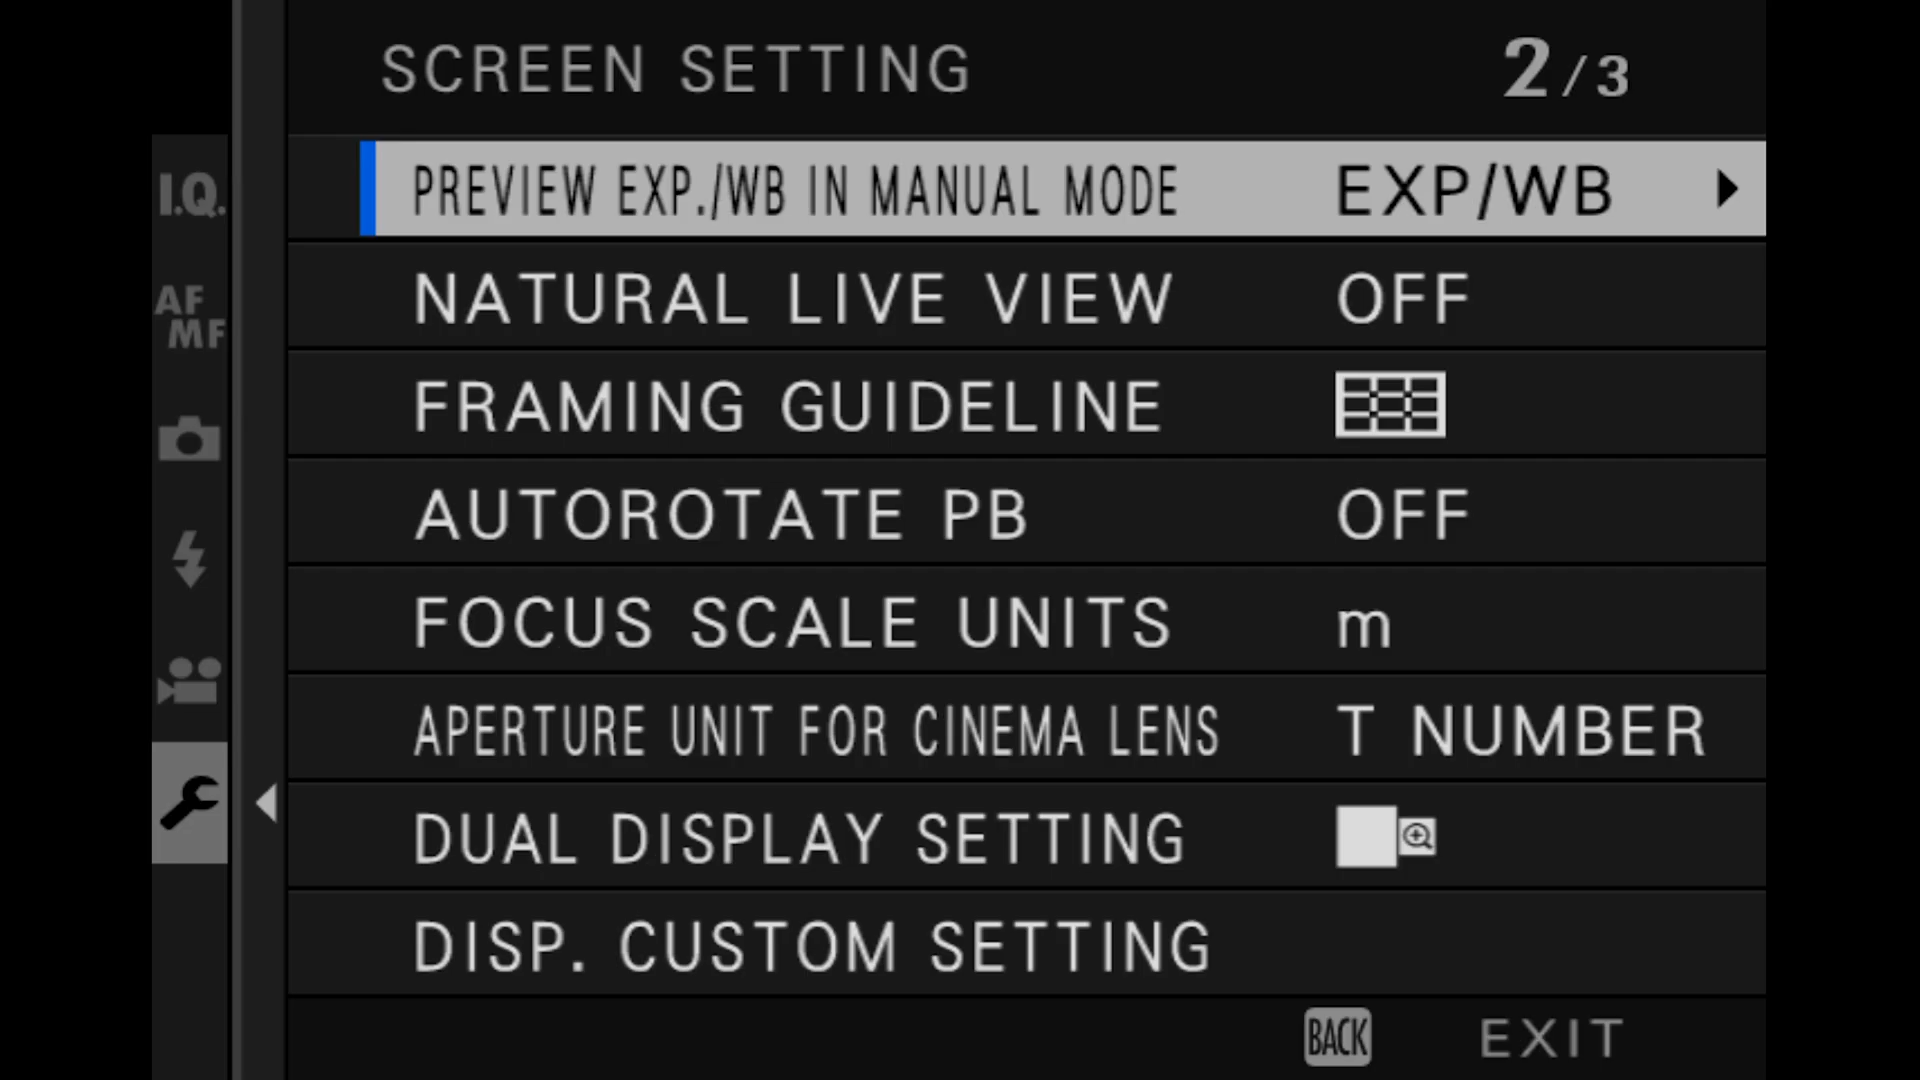 SCREEN SETTING 2/3
I.Q.
PREVIEW EXP./WB IN MANUAL MODE EXP/WB
NATURAL LIVE VIEW OFF
AF
MF
FRAMING GUIDELINE
AUTOROTATE PB OFF
FOCUS SCALE UNITS m
APERTURE UNIT FOR CINEMA LENS T NUMBER
DUAL DISPLAY SETTING
DISP. CUSTOM SETTING
BACK EXIT